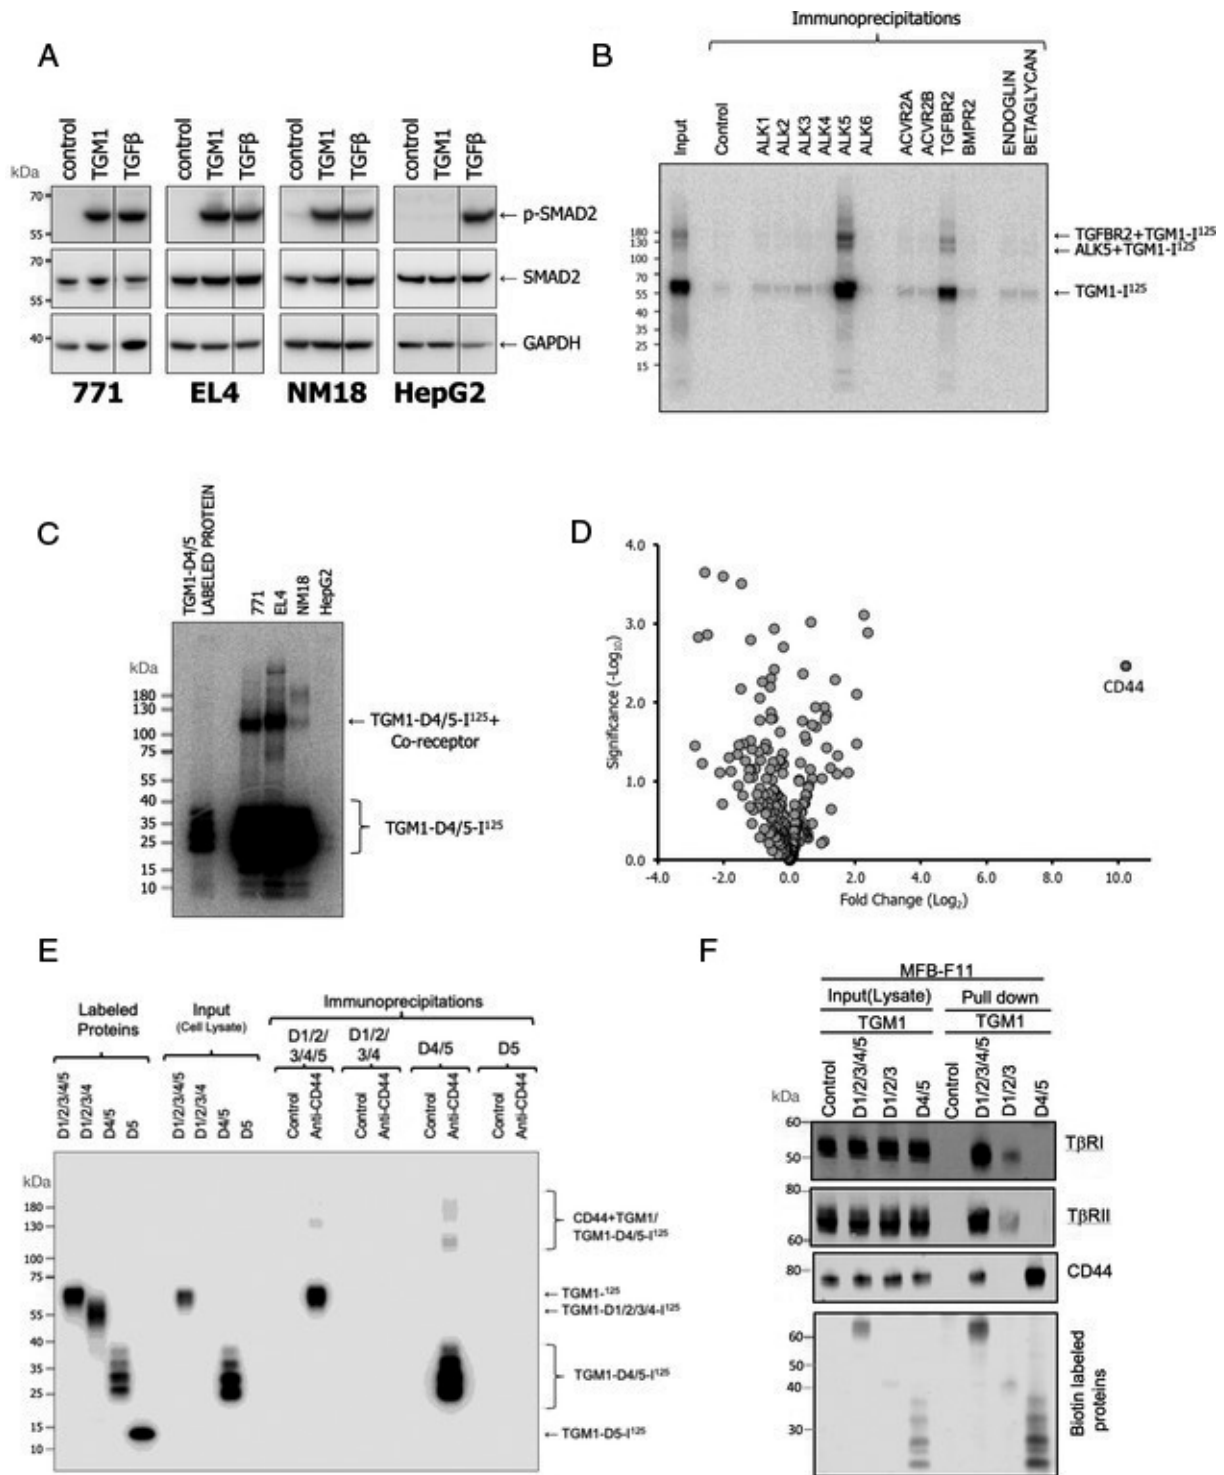 A
control
TGM1
TGFβ
control
TGM1
TGFβ
control
TGM1
TGFβ
control
TGM1
TGFβ
kDa
70
55
← p-SMAD2
70
55
← SMAD2
40
← GAPDH
771 EL4 NM18 HepG2
B
Immunoprecipitations
Input
Control
ALK1
ALk2
ALK3
ALK4
ALK5
ALK6
ACVR2A
ACVR2B
TGFBR2
BMPR2
ENDOGLIN
BETAGLYCAN
180
130
100
70
55
40
35
25
15
← TGFBR2+TGM1-I¹²⁵
← ALK5+TGM1-I¹²⁵
← TGM1-I¹²⁵
C
TGM1-D4/5
LABELED PROTEIN
771
EL4
NM18
HepG2
kDa
180
130
100
75
55
40
35
25
15
10
← TGM1-D4/5-I¹²⁵+
Co-receptor
TGM1-D4/5-I¹²⁵
D
4.0
3.0
2.0
1.0
0.0
Significance (-Log₁₀)
CD44
-4.0 -2.0 0.0 2.0 4.0 6.0 8.0 10.0
Fold Change (Log₂)
E
Labeled
Proteins
Input
(Cell Lysate)
Immunoprecipitations
D1/2/
3/4/5
D1/2/
3/4
D4/5
D5
D1/2/3/4/5
D1/2/3/4
D4/5
D5
D1/2/3/4/5
D1/2/3/4
D4/5
D5
Control
Anti-CD44
Control
Anti-CD44
Control
Anti-CD44
Control
Anti-CD44
kDa
180
130
100
75
55
40
35
25
15
10
CD44+TGM1/
TGM1-D4/5-I¹²⁵
← TGM1-¹²⁵
← TGM1-D1/2/3/4-I¹²⁵
TGM1-D4/5-I¹²⁵
← TGM1-D5-I¹²⁵
F
MFB-F11
Input(Lysate) Pull down
TGM1 TGM1
Control
D1/2/3/4/5
D1/2/3
D4/5
Control
D1/2/3/4/5
D1/2/3
D4/5
kDa
60
50
TβRI
80
60
TβRII
80
CD44
60
50
40
30
Biotin labeled
proteins